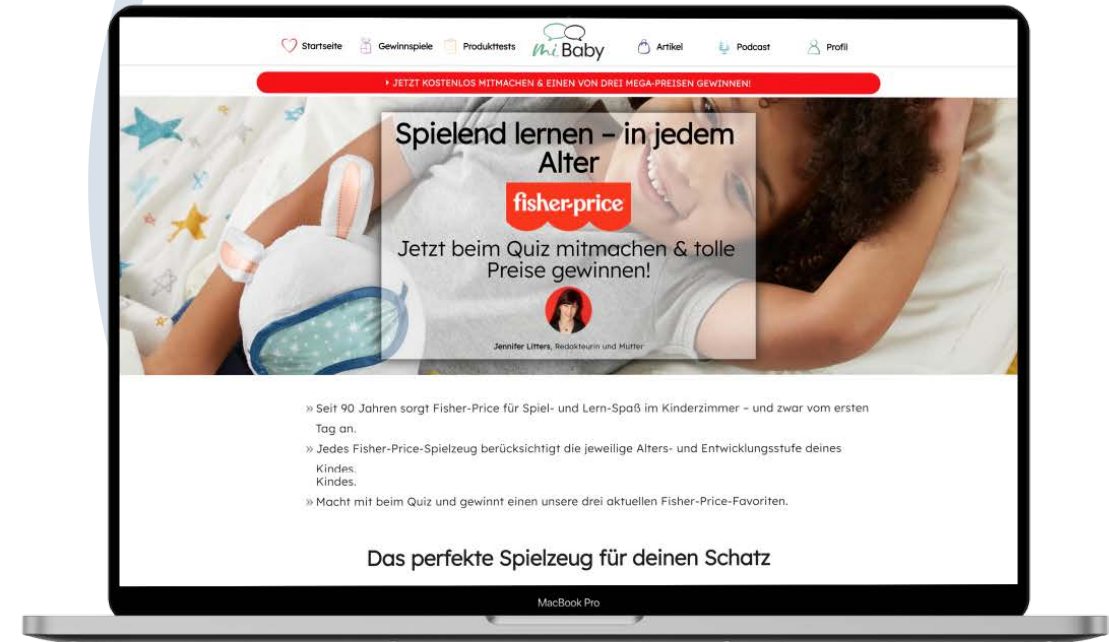 Startseite
Gewinnspiele
Produkttests
mi Baby
Artikel
Podcast
Profil
JETZT KOSTENLOS MITMACHEN & EINEN VON DREI MEGA-PREISEN GEWINNEN!
Spielend lernen – in jedem
Alter
fisher-price
Jetzt beim Quiz mitmachen & tolle
Preise gewinnen!
Jennifer Litters, Redakteurin und Mutter
» Seit 90 Jahren sorgt Fisher-Price für Spiel- und Lern-Spaß im Kinderzimmer – und zwar vom ersten
Tag an.
» Jedes Fisher-Price-Spielzeug berücksichtigt die jeweilige Alters- und Entwicklungsstufe deines
Kindes.
Kindes.
» Macht mit beim Quiz und gewinnt einen unsere drei aktuellen Fisher-Price-Favoriten.
Das perfekte Spielzeug für deinen Schatz
MacBook Pro